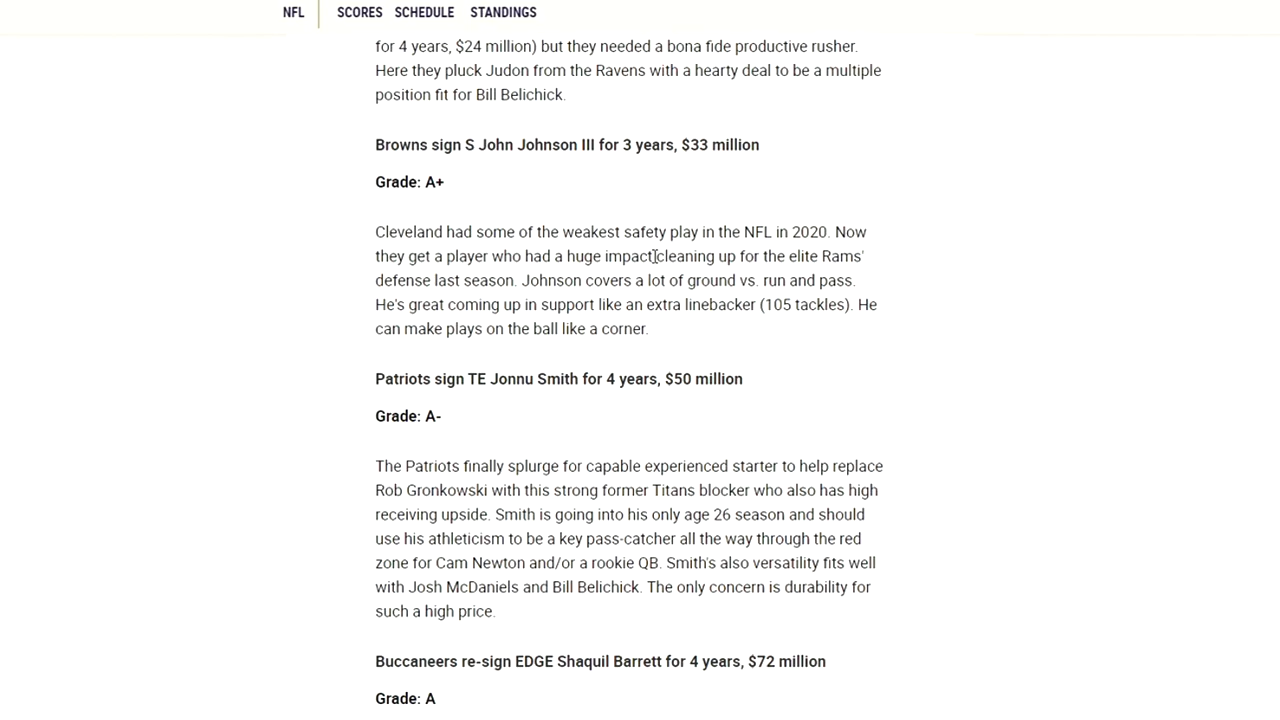 NFL SCORES SCHEDULE STANDINGS
for 4 years, $24 million) but they needed a bona fide productive rusher.
Here they pluck Judon from the Ravens with a hearty deal to be a multiple
position fit for Bill Belichick.
Browns sign S John Johnson III for 3 years, $33 million
Grade: A+
Cleveland had some of the weakest safety play in the NFL in 2020. Now
they get a player who had a huge impact cleaning up for the elite Rams'
defense last season. Johnson covers a lot of ground vs. run and pass.
He's great coming up in support like an extra linebacker (105 tackles). He
can make plays on the ball like a corner.
Patriots sign TE Jonnu Smith for 4 years, $50 million
Grade: A-
The Patriots finally splurge for capable experienced starter to help replace
Rob Gronkowski with this strong former Titans blocker who also has high
receiving upside. Smith is going into his only age 26 season and should
use his athleticism to be a key pass-catcher all the way through the red
zone for Cam Newton and/or a rookie QB. Smith's also versatility fits well
with Josh McDaniels and Bill Belichick. The only concern is durability for
such a high price.
Buccaneers re-sign EDGE Shaquil Barrett for 4 years, $72 million
Grade: A